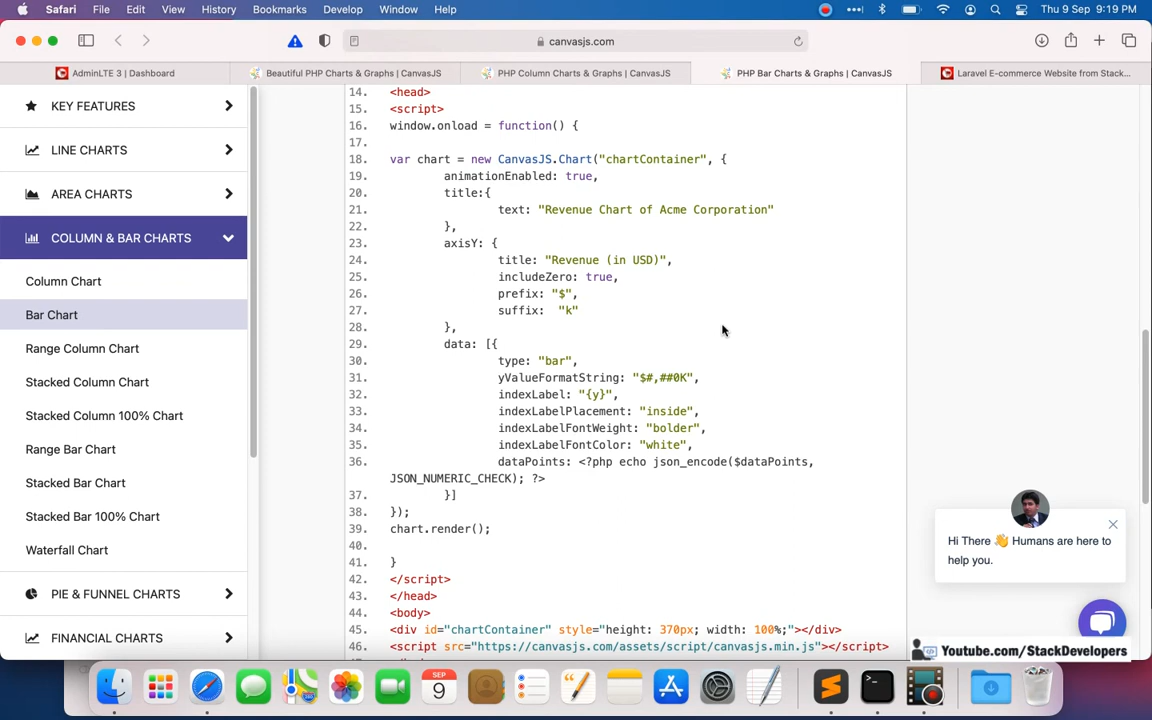 Safari File Edit View History Bookmarks Develop Window Help Thu 9 Sep 9:19 PM
canvasjs.com
AdminLTE 3 | Dashboard
Beautiful PHP Charts & Graphs | CanvasJS
PHP Column Charts & Graphs | CanvasJS
PHP Bar Charts & Graphs | CanvasJS
Laravel E-commerce Website from Stack...
KEY FEATURES
LINE CHARTS
AREA CHARTS
COLUMN & BAR CHARTS
Column Chart
Bar Chart
Range Column Chart
Stacked Column Chart
Stacked Column 100% Chart
Range Bar Chart
Stacked Bar Chart
Stacked Bar 100% Chart
Waterfall Chart
PIE & FUNNEL CHARTS
FINANCIAL CHARTS
14. <head>
15. <script>
16. window.onload = function() {
17.
18. var chart = new CanvasJS.Chart("chartContainer", {
19. animationEnabled: true,
20. title:{
21. text: "Revenue Chart of Acme Corporation"
22. },
23. axisY: {
24. title: "Revenue (in USD)",
25. includeZero: true,
26. prefix: "$",
27. suffix:  "k"
28. },
29. data: [{
30. type: "bar",
31. yValueFormatString: "$#,##0K",
32. indexLabel: "{y}",
33. indexLabelPlacement: "inside",
34. indexLabelFontWeight: "bolder",
35. indexLabelFontColor: "white",
36. dataPoints: <?php echo json_encode($dataPoints,
JSON_NUMERIC_CHECK); ?>
37. }]
38. });
39. chart.render();
40.
41. }
42. </script>
43. </head>
44. <body>
45. <div id="chartContainer" style="height: 370px; width: 100%;"></div>
46. <script src="https://canvasjs.com/assets/script/canvasjs.min.js"></script>
Hi There 👋 Humans are here to
help you.
Youtube.com/StackDevelopers
SEP
9